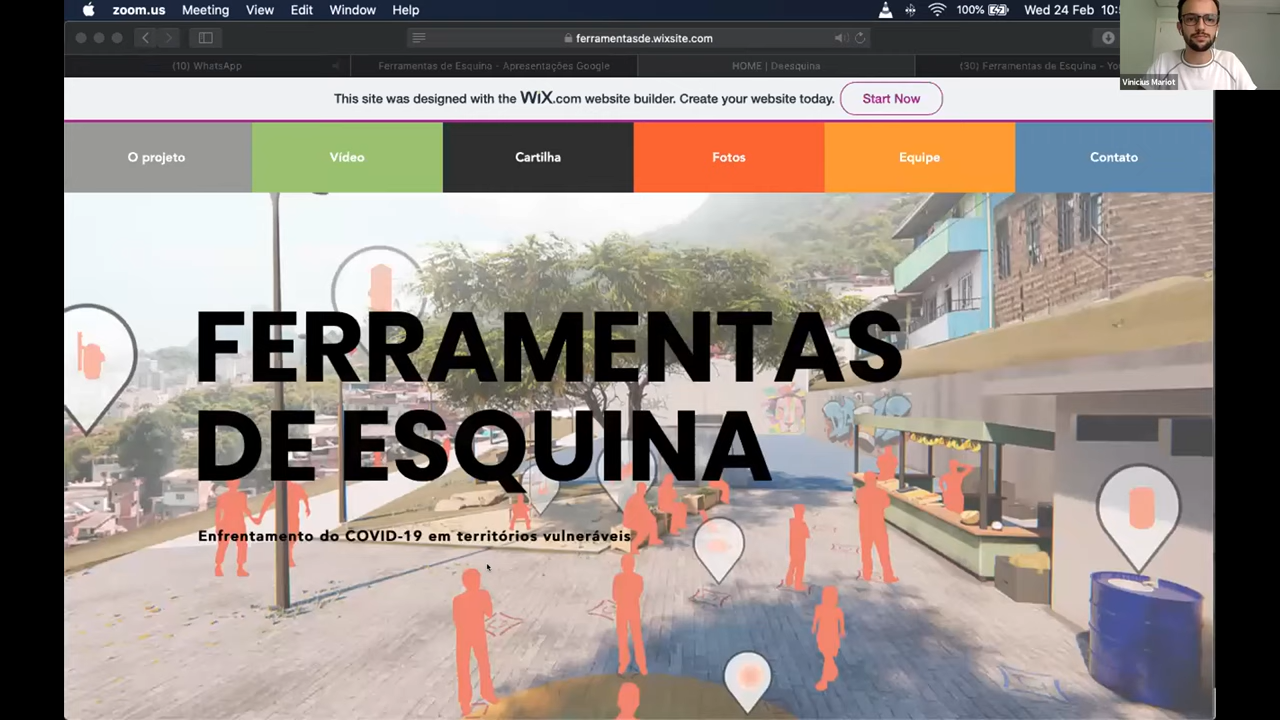 zoom.us Meeting View Edit Window Help 100% Wed 24 Feb
ferramentasde.wixsite.com
(10) WhatsApp Ferramentas de Esquina - Apresentações Google HOME | Deesquina (30) Ferramentas de Esquina -
Vinicius Mariot
This site was designed with the WiX.com website builder. Create your website today. Start Now
O projeto Vídeo Cartilha Fotos Equipe Contato
FERRAMENTAS
DE ESQUINA
Enfrentamento do COVID-19 em territórios vulneráveis